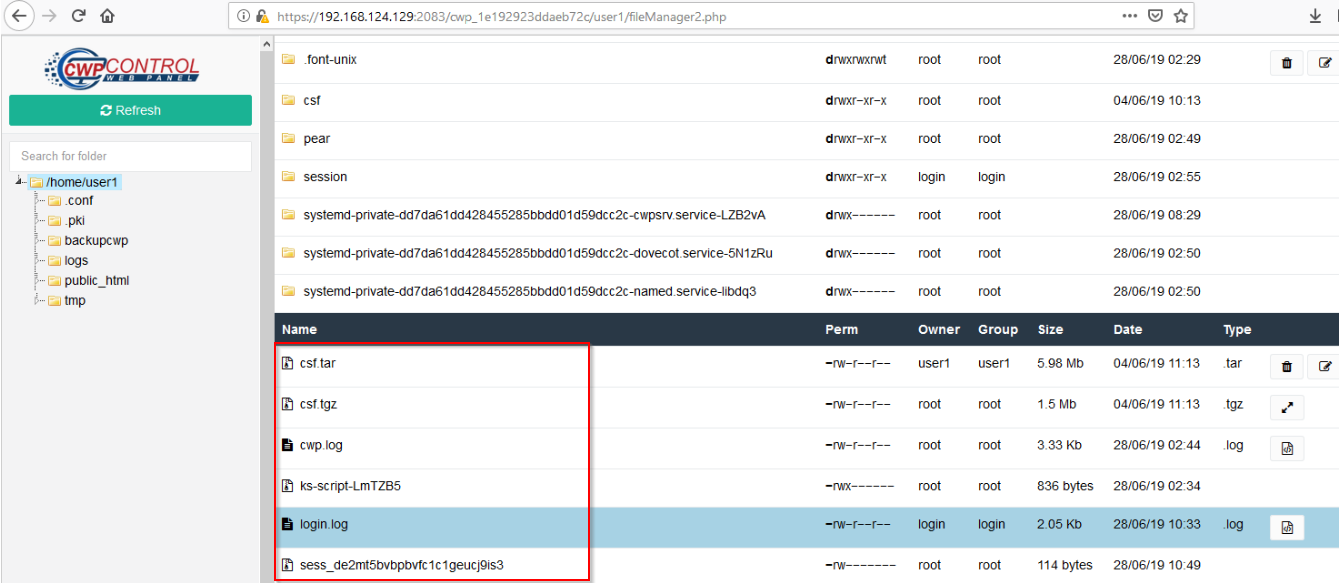 https://192.168.124.129:2083/cwp_1e192923ddaeb72c/user1/fileManager2.php
CWPCONTROL
WEB PANEL
Refresh
Search for folder
/home/user1
.conf
.pki
backupcwp
logs
public_html
tmp
.font-unix drwxrwxrwt root root 28/06/19 02:29
csf drwxr-xr-x root root 04/06/19 10:13
pear drwxr-xr-x root root 28/06/19 02:49
session drwxr-xr-x login login 28/06/19 02:55
systemd-private-dd7da61dd428455285bbdd01d59dcc2c-cwpsrv.service-LZB2vA drwx------ root root 28/06/19 08:29
systemd-private-dd7da61dd428455285bbdd01d59dcc2c-dovecot.service-5N1zRu drwx------ root root 28/06/19 02:50
systemd-private-dd7da61dd428455285bbdd01d59dcc2c-named.service-libdq3 drwx------ root root 28/06/19 02:50
Name Perm Owner Group Size Date Type
csf.tar -rw-r--r-- user1 user1 5.98 Mb 04/06/19 11:13 .tar
csf.tgz -rw-r--r-- root root 1.5 Mb 04/06/19 11:13 .tgz
cwp.log -rw-r--r-- root root 3.33 Kb 28/06/19 02:44 .log
ks-script-LmTZB5 -rwx------ root root 836 bytes 28/06/19 02:34
login.log -rw-r--r-- login login 2.05 Kb 28/06/19 10:33 .log
sess_de2mt5bvbpbvfc1c1geucj9is3 -rw------- root root 114 bytes 28/06/19 10:49